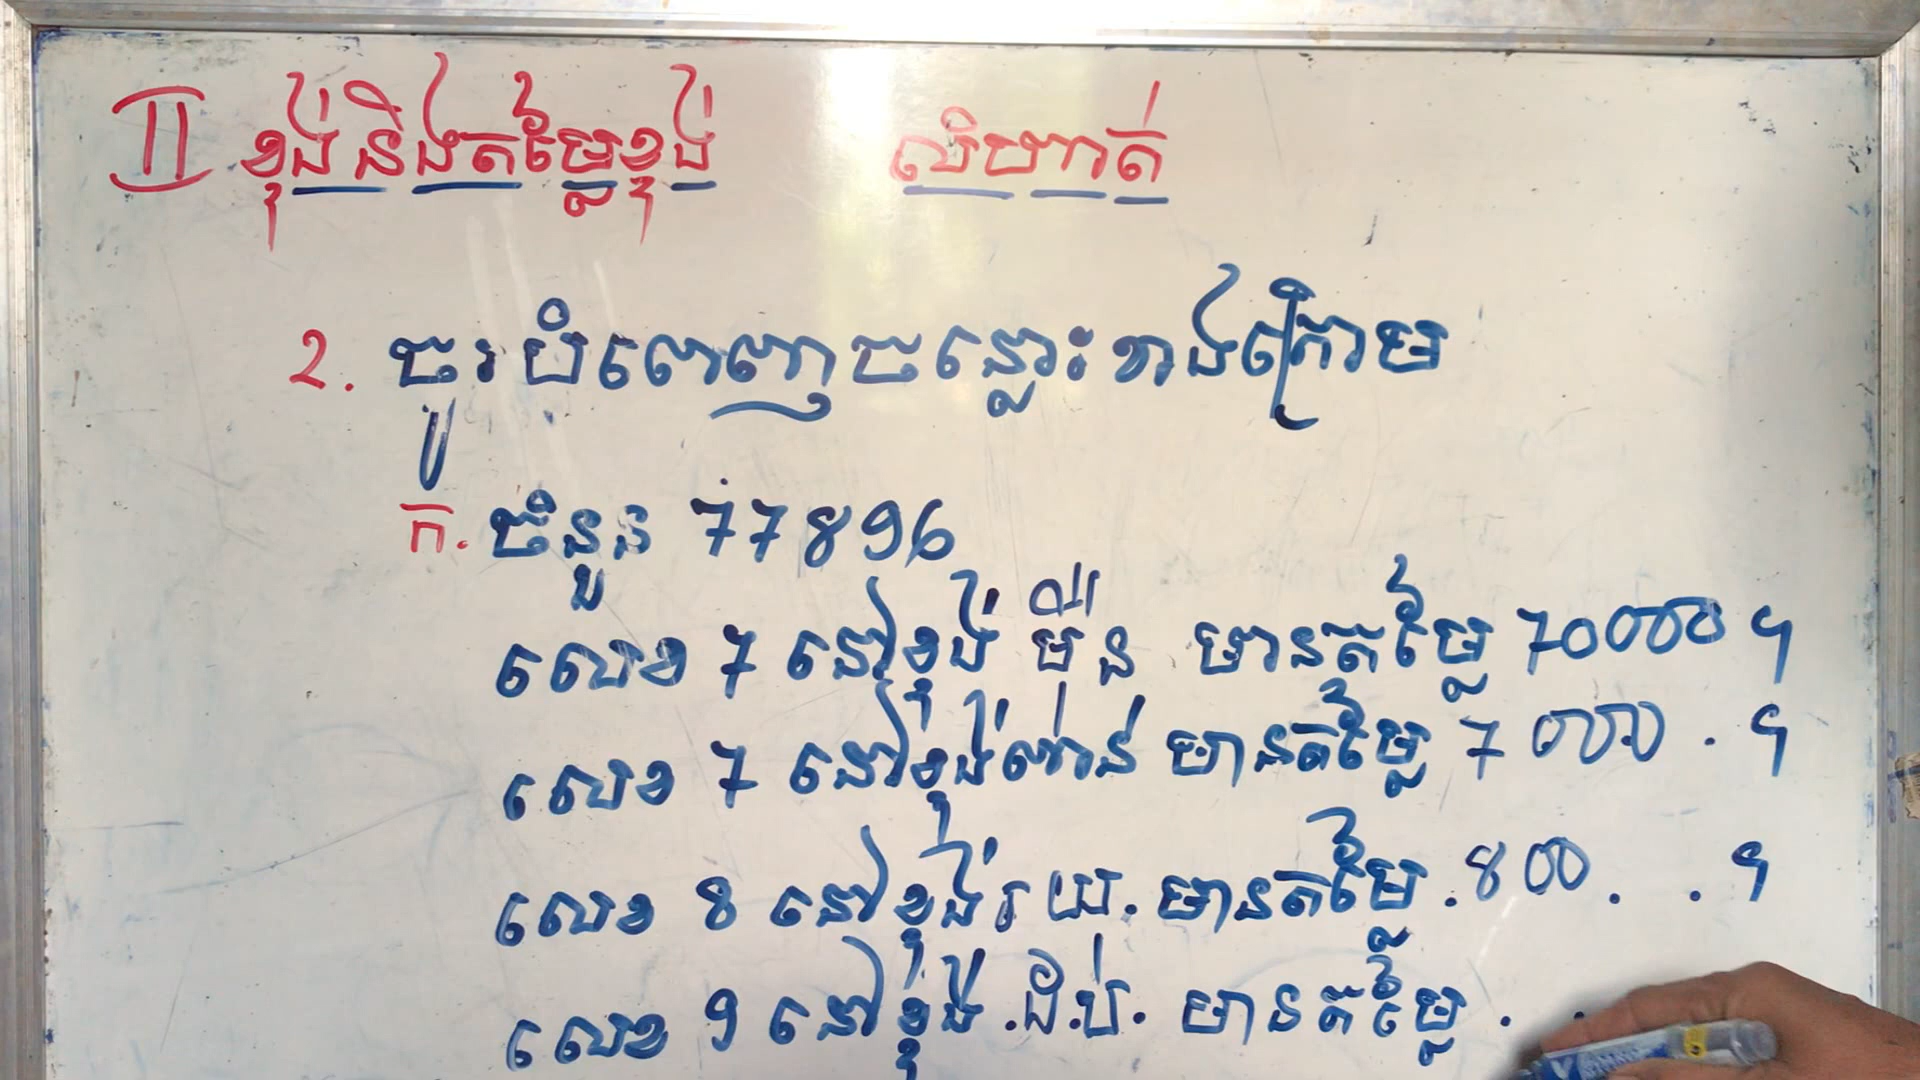 II ខ្ទង់និងតម្លៃខ្ទង់ លំហាត់
2. ចូរបំពេញចន្លោះខាងក្រោម
ក. ចំនួន 77896
លេខ 7 នៅខ្ទង់ ម៉ឺន មានតម្លៃ 70000 ។
លេខ 7 នៅខ្ទង់ពាន់ មានតម្លៃ 7 000 . ។
លេខ 8 នៅខ្ទង់ រយ . មានតម្លៃ . 800 . . ។
លេខ 9 នៅខ្ទង់ . ដប់ . មានតម្លៃ . .